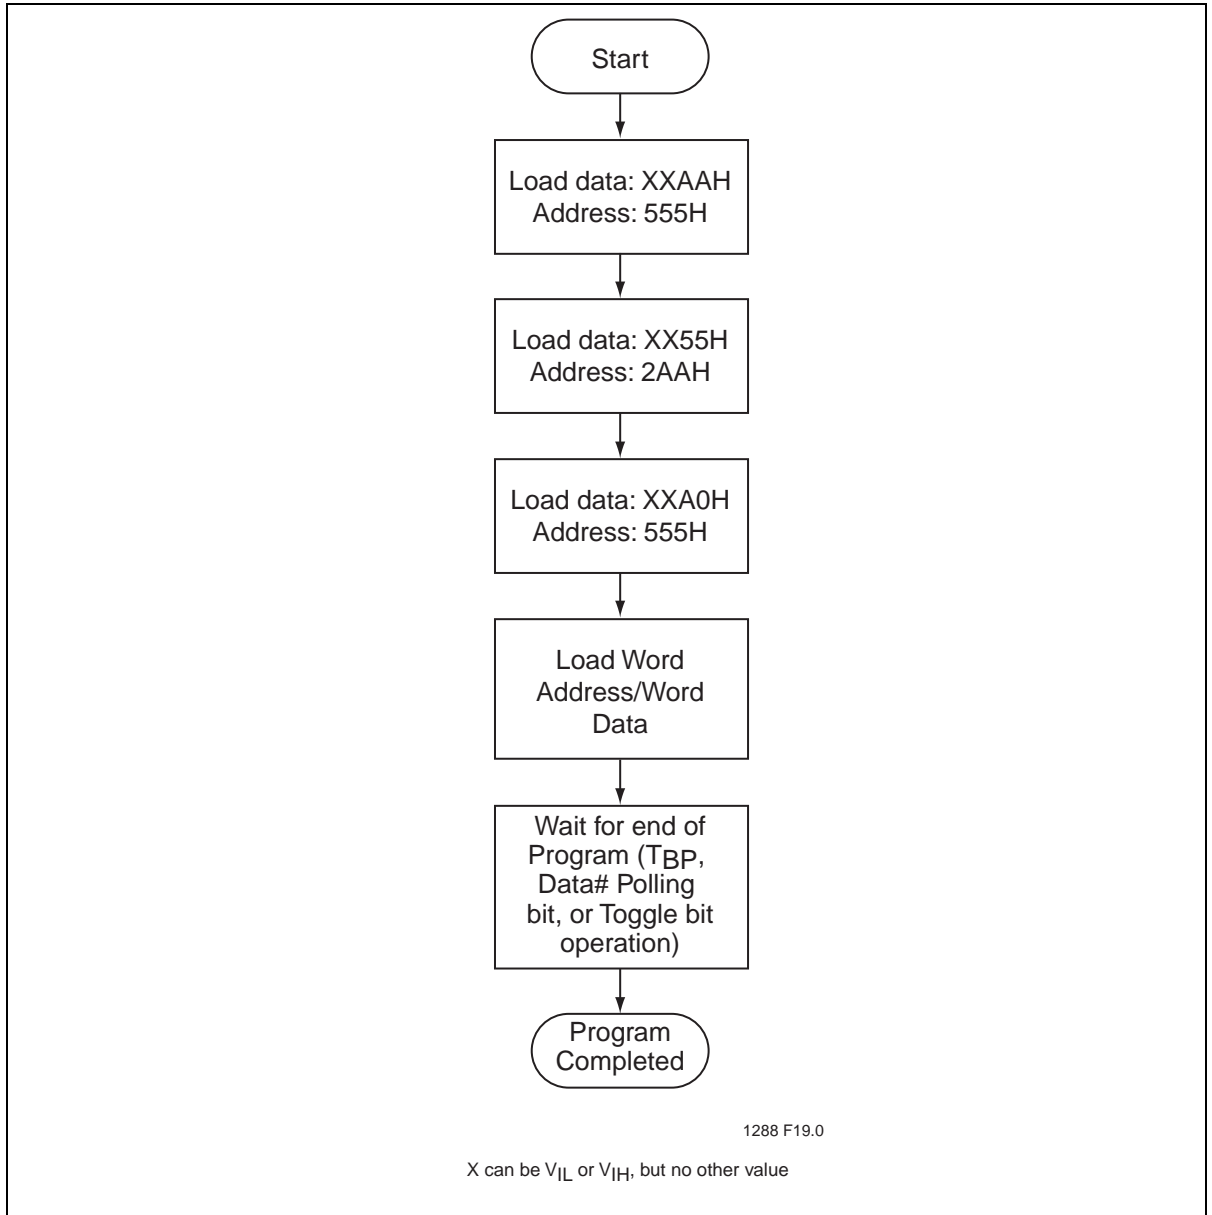 Start
Load data: XXAAH
Address: 555H
Load data: XX55H
Address: 2AAH
Load data: XXA0H
Address: 555H
Load Word
Address/Word
Data
Wait for end of
Program (TBP,
Data# Polling
bit, or Toggle bit
operation)
Program
Completed
1288 F19.0
X can be VIL or VIH, but no other value